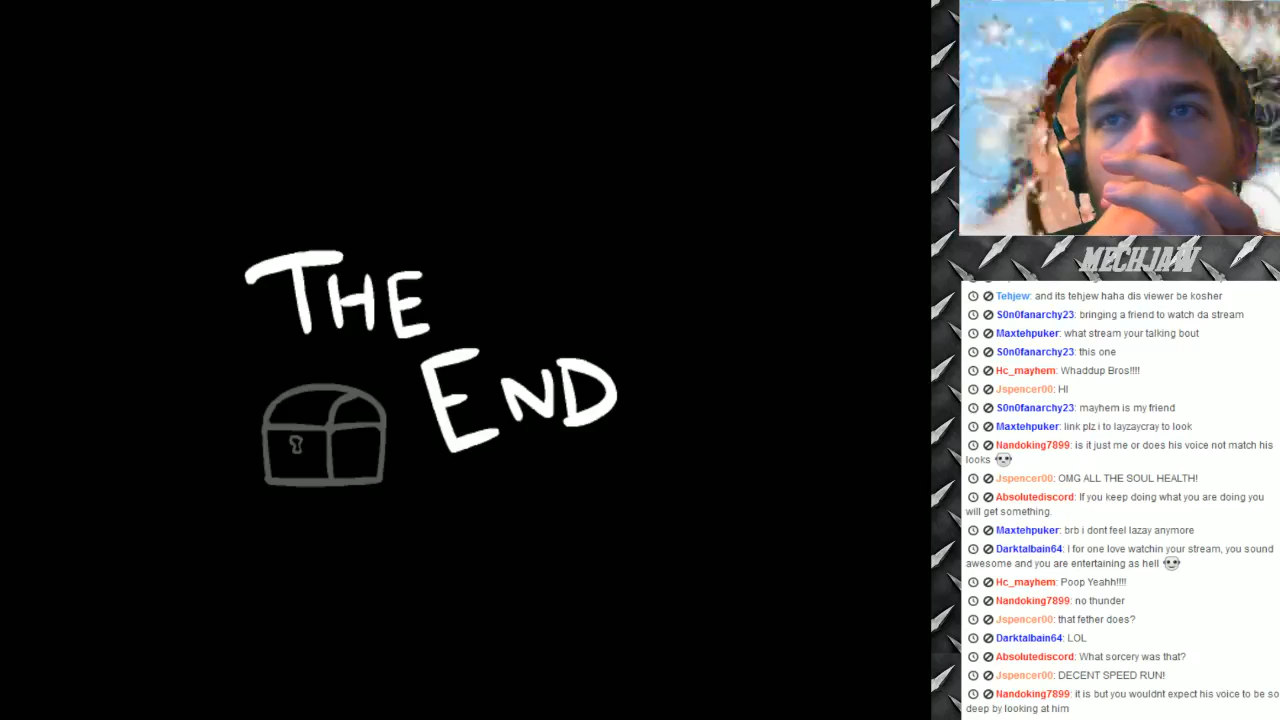 THE
END
MECHJAW
Tehjew: and its tehjew haha dis viewer be kosher
S0n0fanarchy23: bringing a friend to watch da stream
Maxtehpuker: what stream your talking bout
S0n0fanarchy23: this one
Hc_mayhem: Whaddup Bros!!!!
Jspencer00: HI
S0n0fanarchy23: mayhem is my friend
Maxtehpuker: link plz i to layzaycray to look
Nandoking7899: is it just me or does his voice not match his
looks
Jspencer00: OMG ALL THE SOUL HEALTH!
Absolutediscord: If you keep doing what you are doing you
will get something.
Maxtehpuker: brb i dont feel lazay anymore
Darktalbain64: I for one love watchin your stream, you sound
awesome and you are entertaining as hell
Hc_mayhem: Poop Yeahh!!!!
Nandoking7899: no thunder
Jspencer00: that fether does?
Darktalbain64: LOL
Absolutediscord: What sorcery was that?
Jspencer00: DECENT SPEED RUN!
Nandoking7899: it is but you wouldnt expect his voice to be so
deep by looking at him